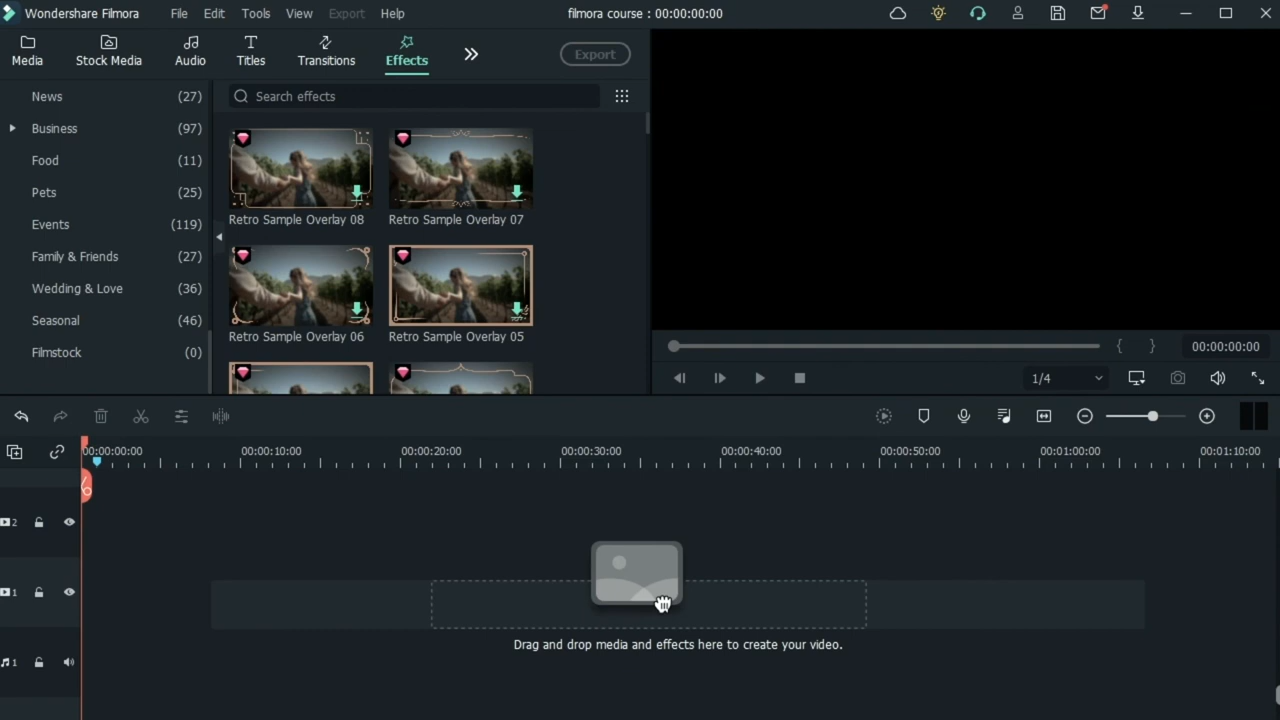 Wondershare Filmora File Edit Tools View Export Help filmora course : 00:00:00:00
Media Stock Media Audio Titles Transitions Effects Export
News (27)
Business (97)
Food (11)
Pets (25)
Events (119)
Family & Friends (27)
Wedding & Love (36)
Seasonal (46)
Filmstock (0)
Search effects
Retro Sample Overlay 08 Retro Sample Overlay 07
Retro Sample Overlay 06 Retro Sample Overlay 05
{ } 00:00:00:00
1/4
00:00:00:00 00:00:10:00 00:00:20:00 00:00:30:00 00:00:40:00 00:00:50:00 00:01:00:00 00:01:10:00
2
1
Drag and drop media and effects here to create your video.
1